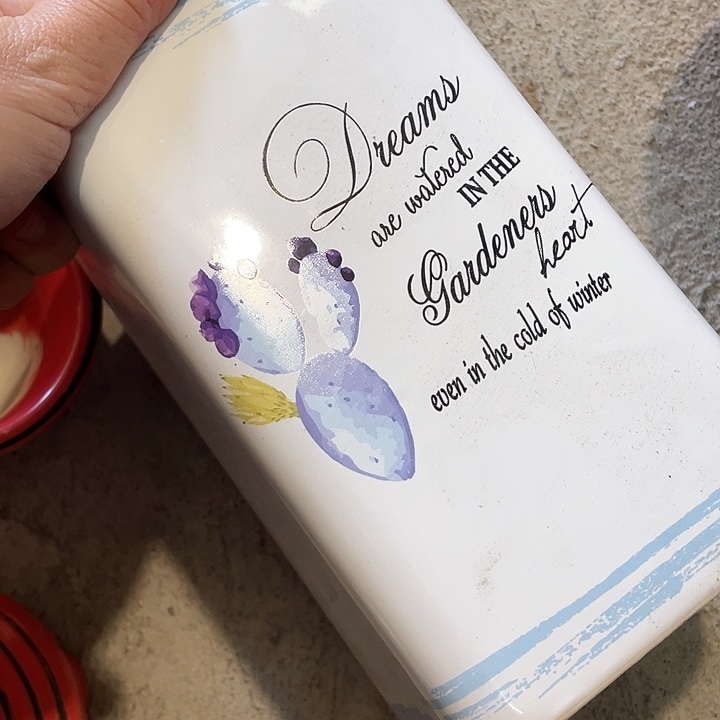 Dreams
are watered
IN THE
Gardeners
heart
even in the cold of winter